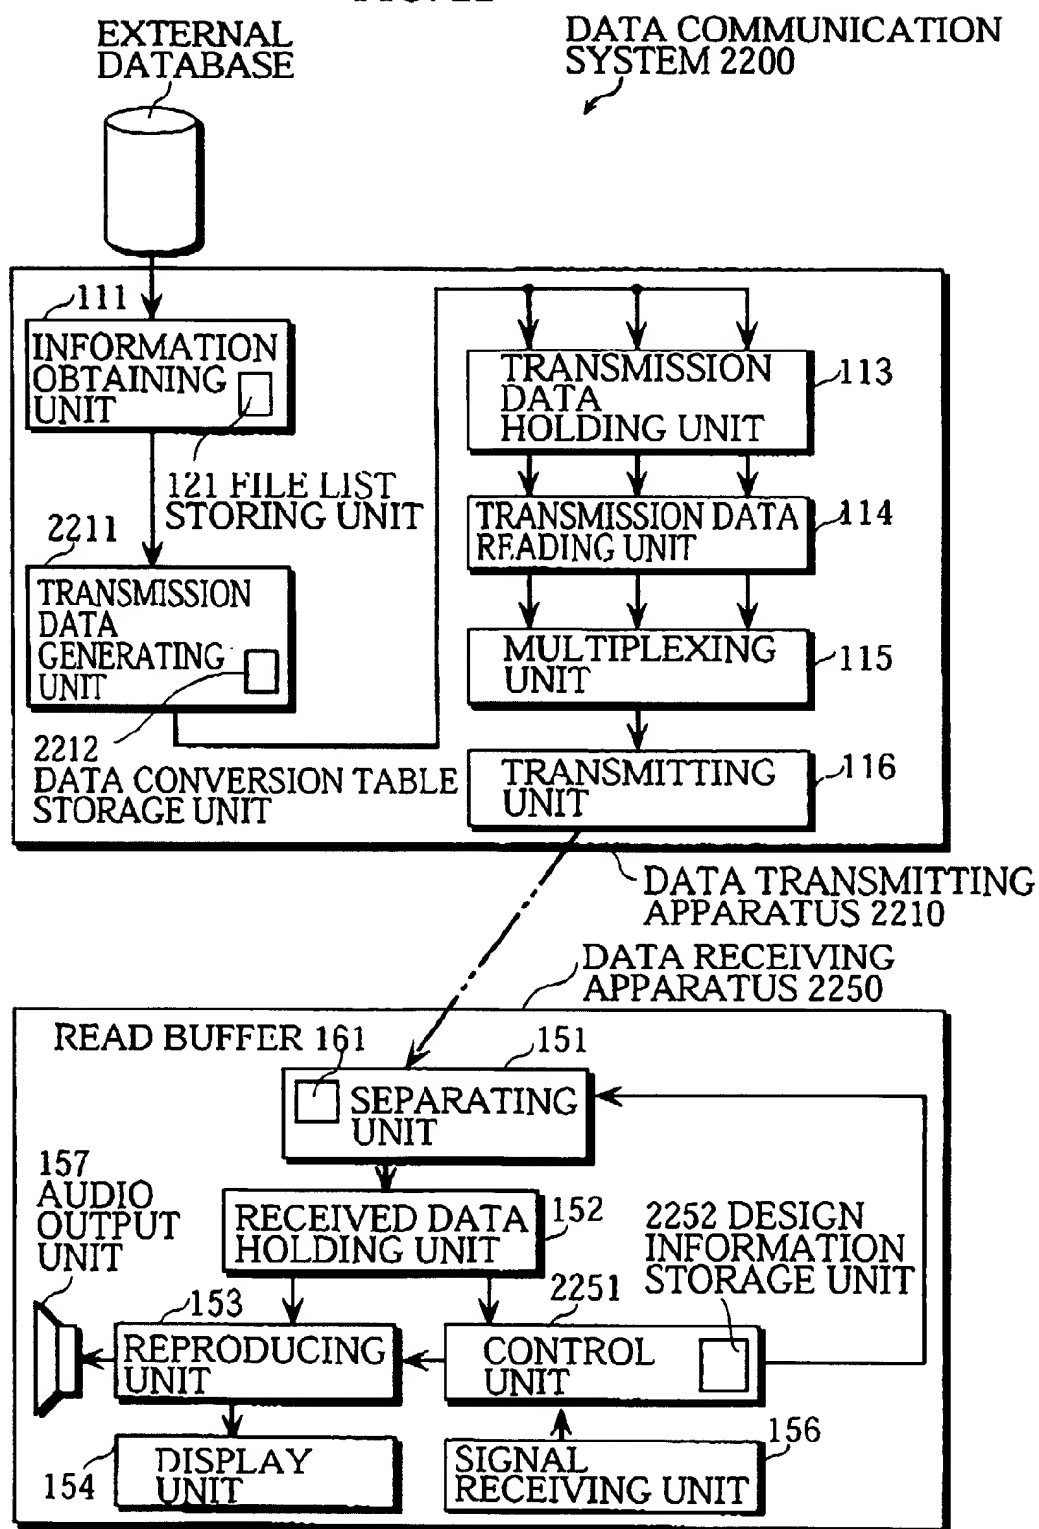 EXTERNAL
DATABASE
DATA COMMUNICATION
SYSTEM 2200
111
INFORMATION
OBTAINING
UNIT
121 FILE LIST
STORING UNIT
2211
TRANSMISSION
DATA
GENERATING
UNIT
2212
DATA CONVERSION TABLE
STORAGE UNIT
TRANSMISSION
DATA
HOLDING UNIT
113
TRANSMISSION DATA
READING UNIT
114
MULTIPLEXING
UNIT
115
TRANSMITTING
UNIT
116
DATA TRANSMITTING
APPARATUS 2210
DATA RECEIVING
APPARATUS 2250
READ BUFFER 161
151
SEPARATING
UNIT
157
AUDIO
OUTPUT
UNIT
RECEIVED DATA
HOLDING UNIT
152
2252 DESIGN
INFORMATION
STORAGE UNIT
153
REPRODUCING
UNIT
2251
CONTROL
UNIT
154
DISPLAY
UNIT
SIGNAL
RECEIVING UNIT
156